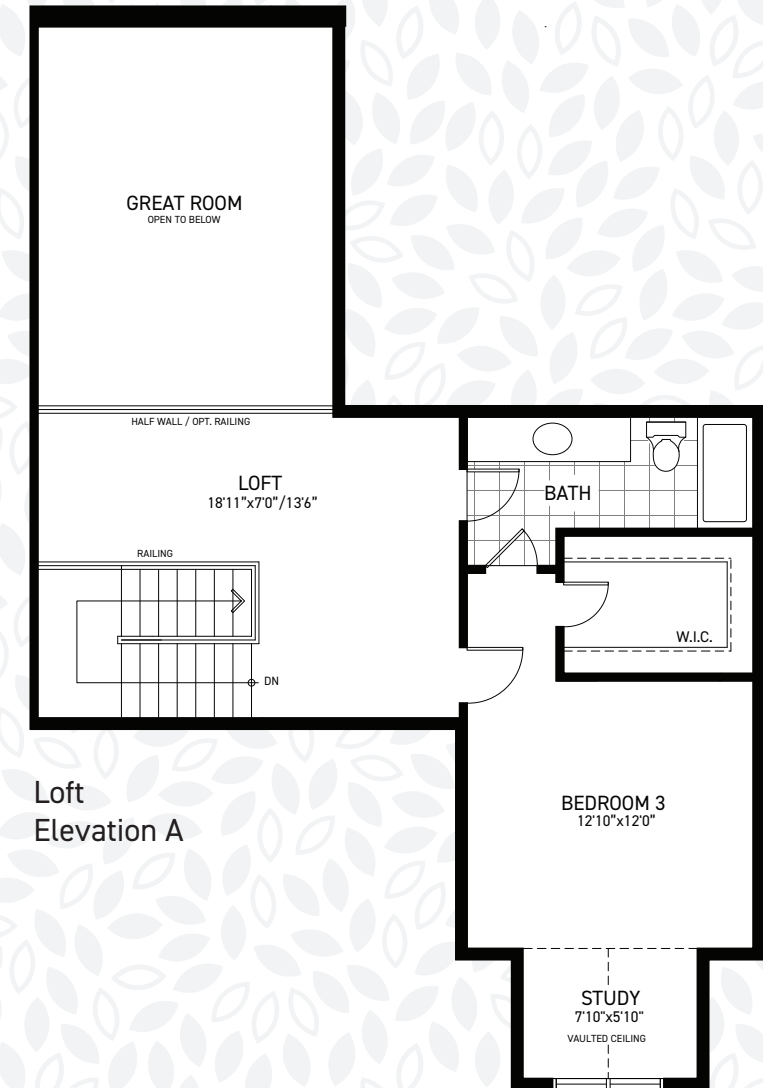 GREAT ROOM
OPEN TO BELOW
HALF WALL / OPT. RAILING
LOFT
18'11"x7'0"/13'6"
BATH
RAILING
W.I.C.
DN
Loft
Elevation A
BEDROOM 3
12'10"x12'0"
STUDY
7'10"x5'10"
VAULTED CEILING